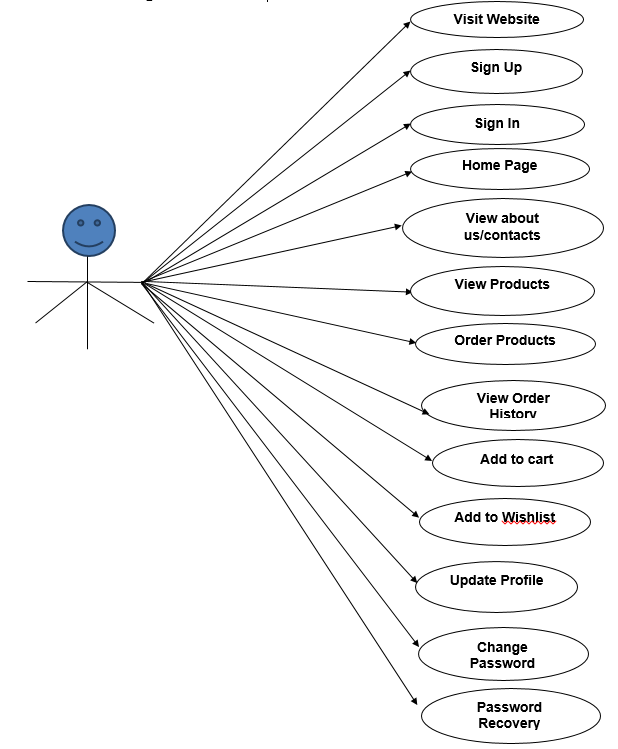 Visit Website
Sign Up
Sign In
Home Page
View about
us/contacts
View Products
Order Products
View Order
History
Add to cart
Add to Wishlist
Update Profile
Change
Password
Password
Recovery